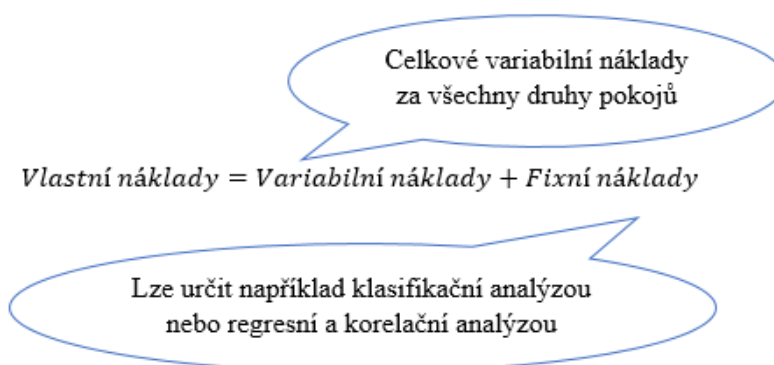 Celkové variabilní náklady
za všechny druhy pokojů
Vlastní náklady = Variabilní náklady + Fixní náklady
Lze určit například klasifikační analýzou
nebo regresní a korelační analýzou